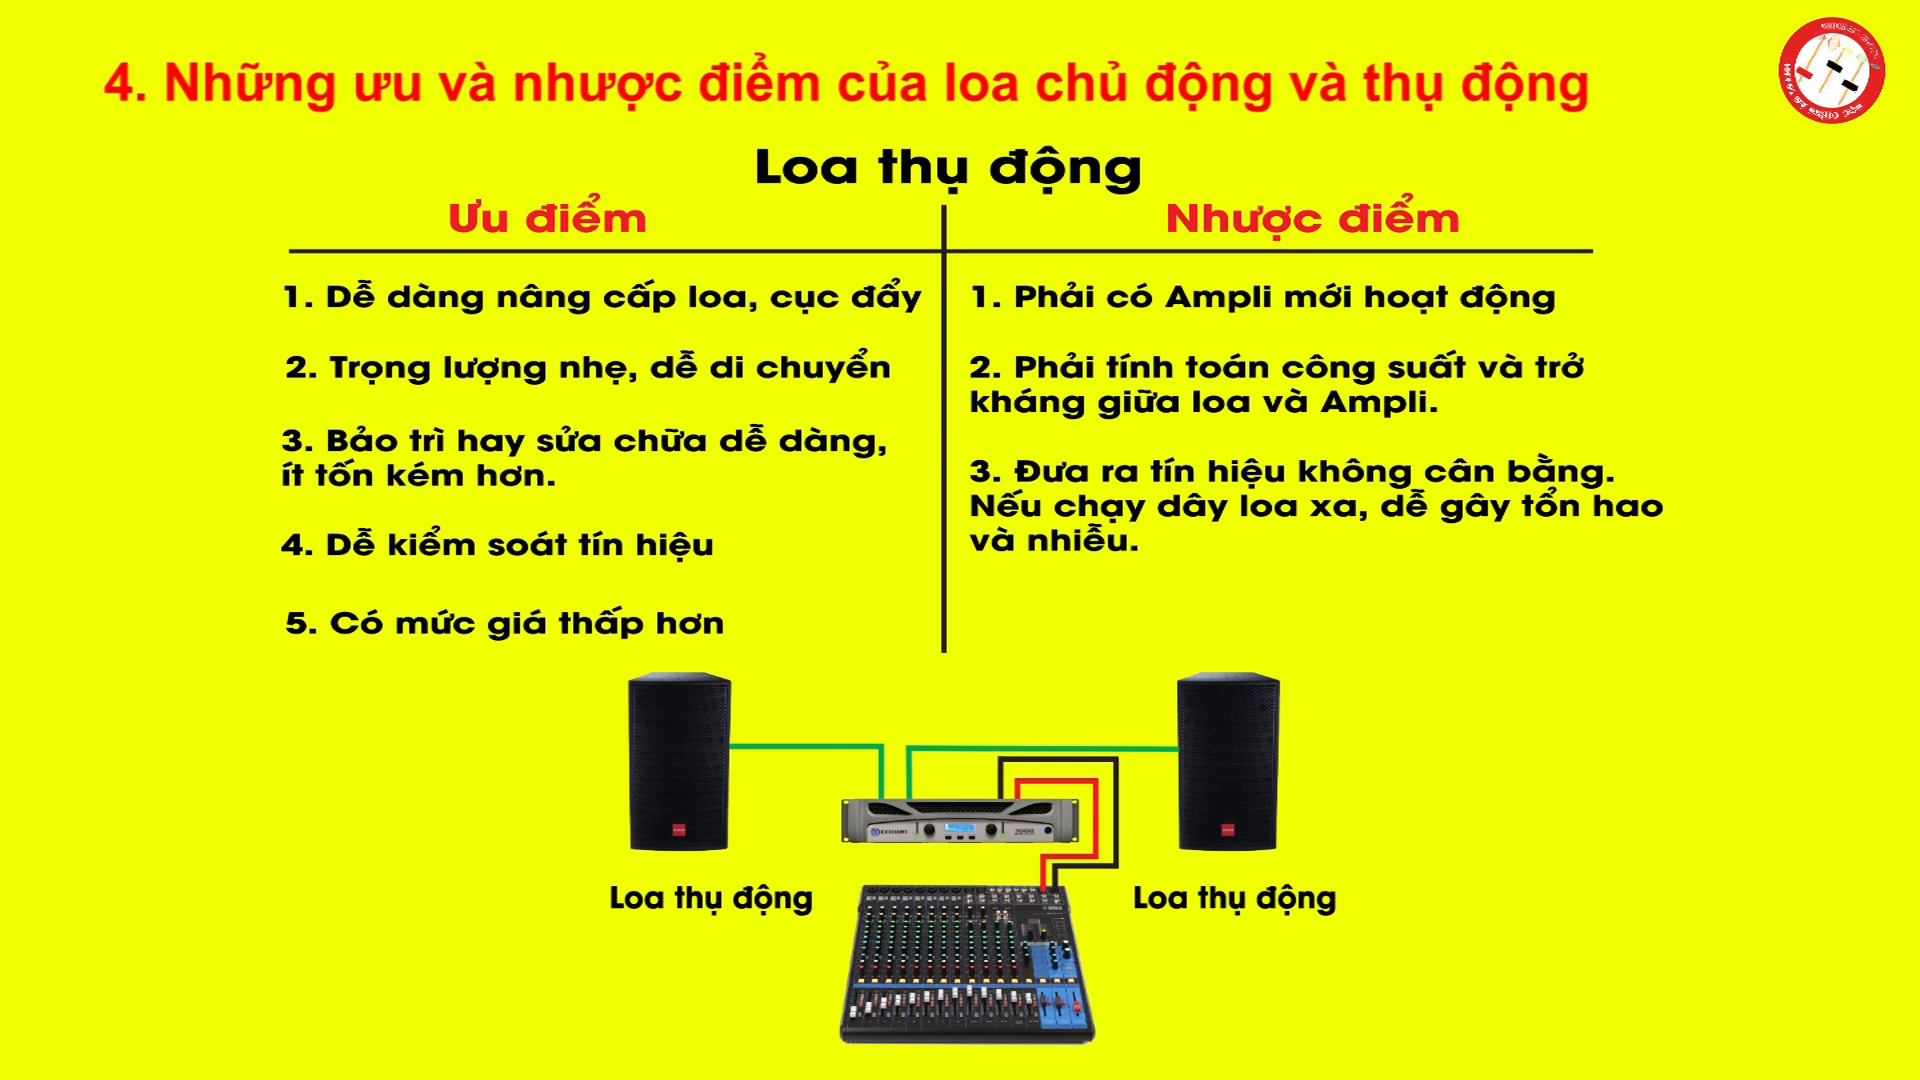 4. Những ưu và nhược điểm của loa chủ động và thụ động
Loa thụ động
Ưu điểm
Nhược điểm
1. Dễ dàng nâng cấp loa, cục đẩy
2. Trọng lượng nhẹ, dễ di chuyển
3. Bảo trì hay sửa chữa dễ dàng,
ít tốn kém hơn.
4. Dễ kiểm soát tín hiệu
5. Có mức giá thấp hơn
1. Phải có Ampli mới hoạt động
2. Phải tính toán công suất và trở
kháng giữa loa và Ampli.
3. Đưa ra tín hiệu không cân bằng.
Nếu chạy dây loa xa, dễ gây tổn hao
và nhiễu.
Loa thụ động
Loa thụ động